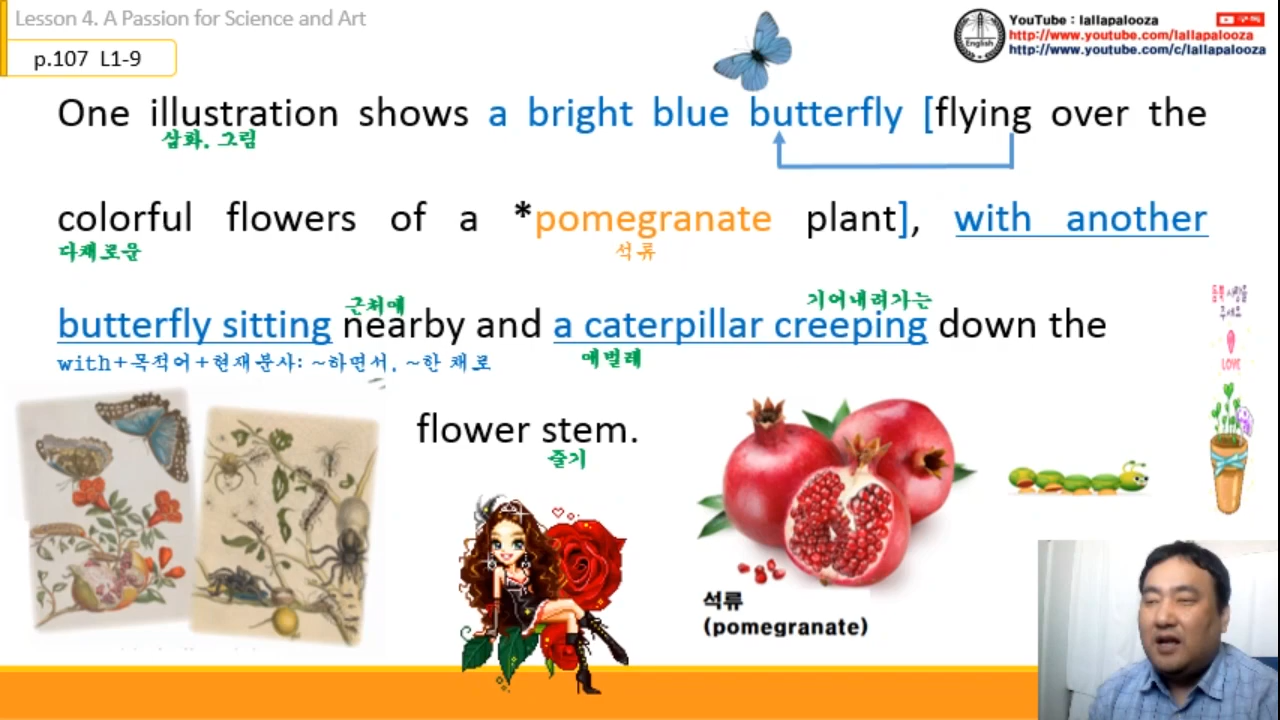 Lesson 4. A Passion for Science and Art
YouTube : lallapalooza
http://www.youtube.com/lallapalooza
http://www.youtube.com/c/lallapalooza
English
p.107 L1-9
One illustration shows a bright blue butterfly [flying over the
삽화, 그림
colorful flowers of a *pomegranate plant], with another
다채로운
석류
근처에
기어내려가는
butterfly sitting nearby and a caterpillar creeping down the
with+목적어+현재분사: ~하면서, ~한 채로
애벌레
flower stem.
줄기
LOVE
석류
(pomegranate)